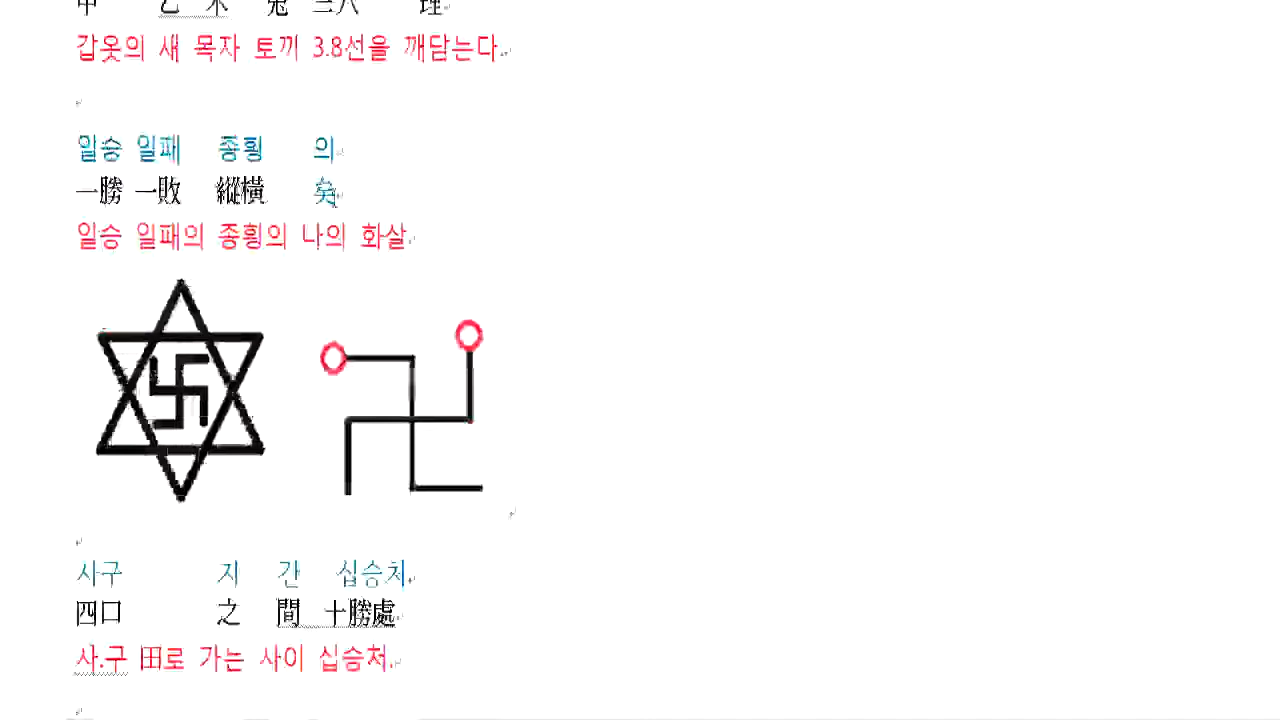 갑옷의 새 목자 토끼 3.8선을 깨담는다.
일승 일패 종횡 의
一勝 一敗 縱橫 矣
일승 일패의 종횡의 나의 화살
사구 지 간 십승처
四口 之 間 十勝處
사.구 田로 가는 사이 십승처.